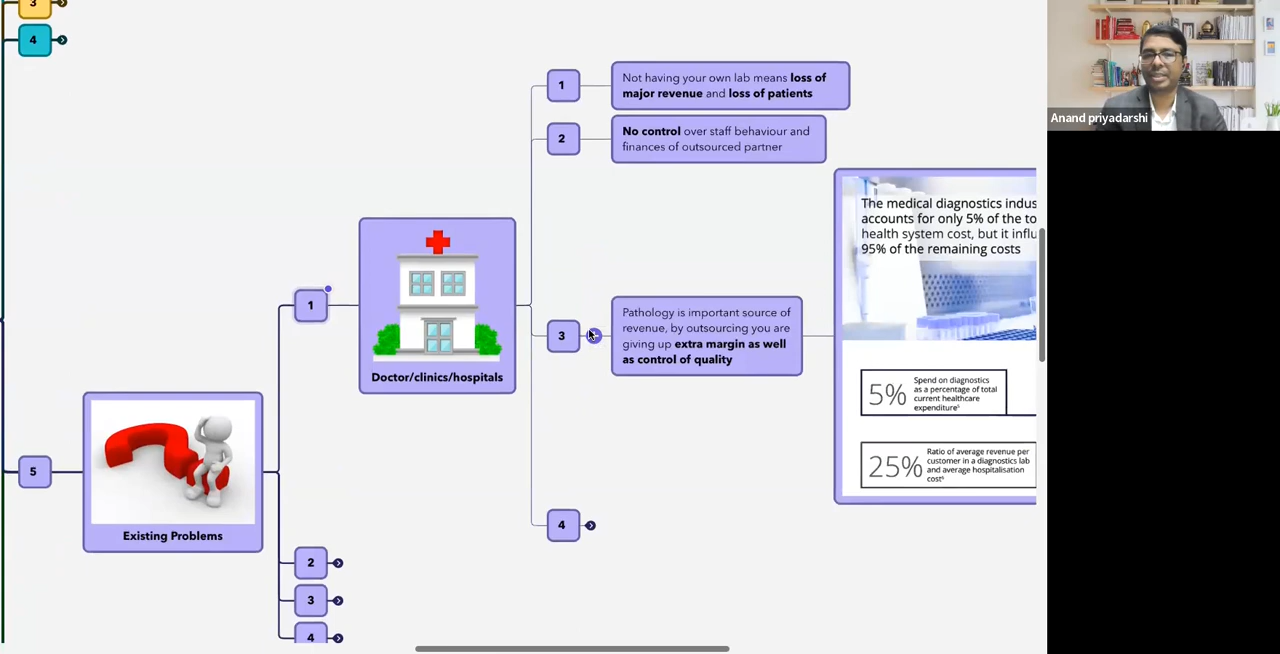 3
4
Anand priyadarshi
1
Not having your own lab means loss of
major revenue and loss of patients
2
No control over staff behaviour and
finances of outsourced partner
The medical diagnostics indus
accounts for only 5% of the to
health system cost, but it influ
95% of the remaining costs
1
Doctor/clinics/hospitals
3
Pathology is important source of
revenue, by outsourcing you are
giving up extra margin as well
as control of quality
5%
Spend on diagnostics
as a percentage of total
current healthcare
expenditure⁵
25%
Ratio of average revenue per
customer in a diagnostics lab
and average hospitalisation
cost⁶
4
5
Existing Problems
2
3
4